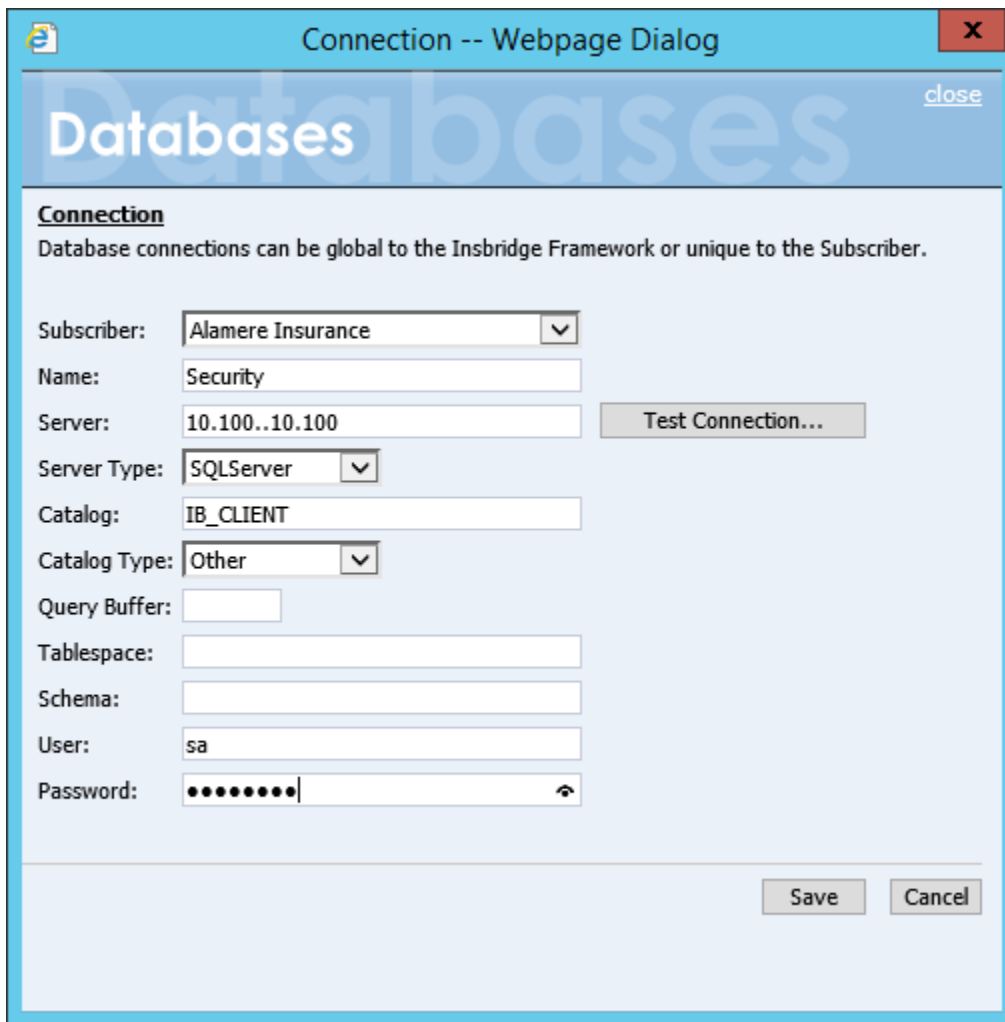 Connection -- Webpage Dialog
x
Databases
close
Databases
Connection
Database connections can be global to the Insbridge Framework or unique to the Subscriber.
Subscriber: Alamere Insurance
Name: Security
Server: 10.100..10.100 Test Connection...
Server Type: SQLServer
Catalog: IB_CLIENT
Catalog Type: Other
Query Buffer:
Tablespace:
Schema:
User: sa
Password: ••••••••
Save Cancel